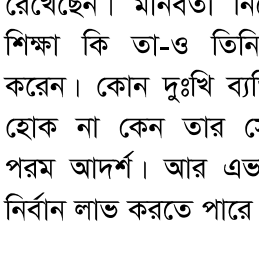 রেখেছেন। মানবতা
শিক্ষা কি তা-ও তিনি
করেন। কোন দুঃখি
হোক না কেন তার
পরম আদর্শ। আর
নির্বান লাভ করতে পারে